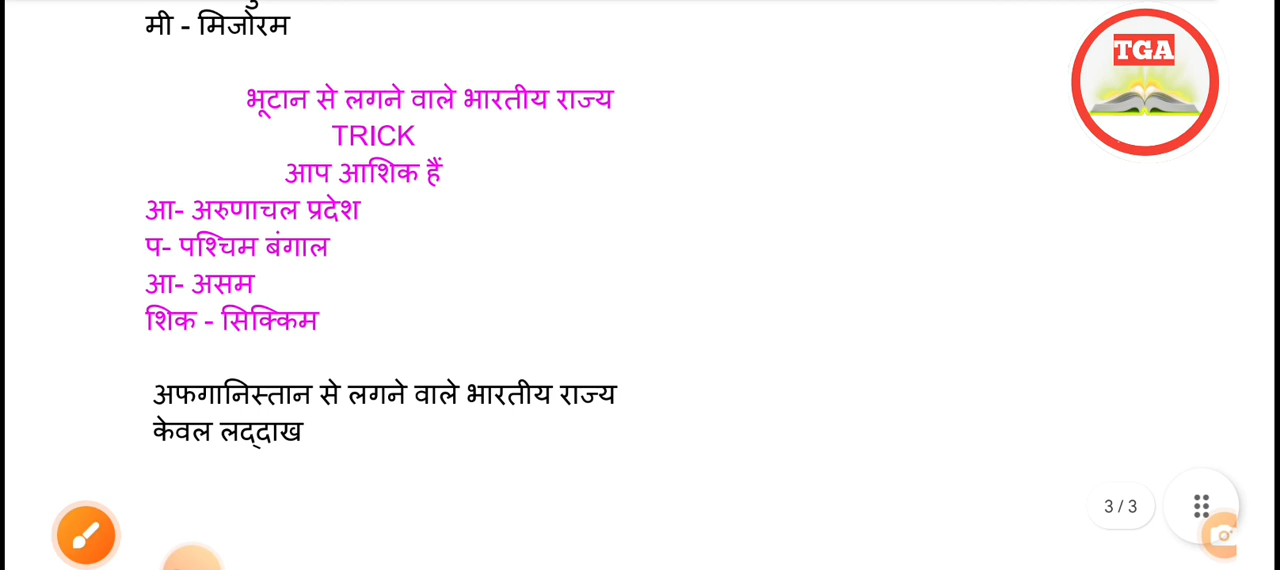 मी - मिजोरम
TGA
भूटान से लगने वाले भारतीय राज्य
TRICK
आप आशिक हैं
आ- अरुणाचल प्रदेश
प- पश्चिम बंगाल
आ- असम
शिक - सिक्किम
अफगानिस्तान से लगने वाले भारतीय राज्य
केवल लद्दाख
3 / 3